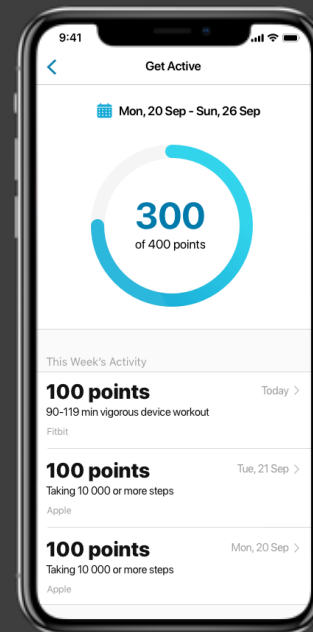 9:41
Get Active
Mon, 20 Sep - Sun, 26 Sep
300
of 400 points
This Week's Activity
100 points
Today
90-119 min vigorous device workout
Fitbit
100 points
Tue, 21 Sep
Taking 10 000 or more steps
Apple
100 points
Mon, 20 Sep
Taking 10 000 or more steps
Apple